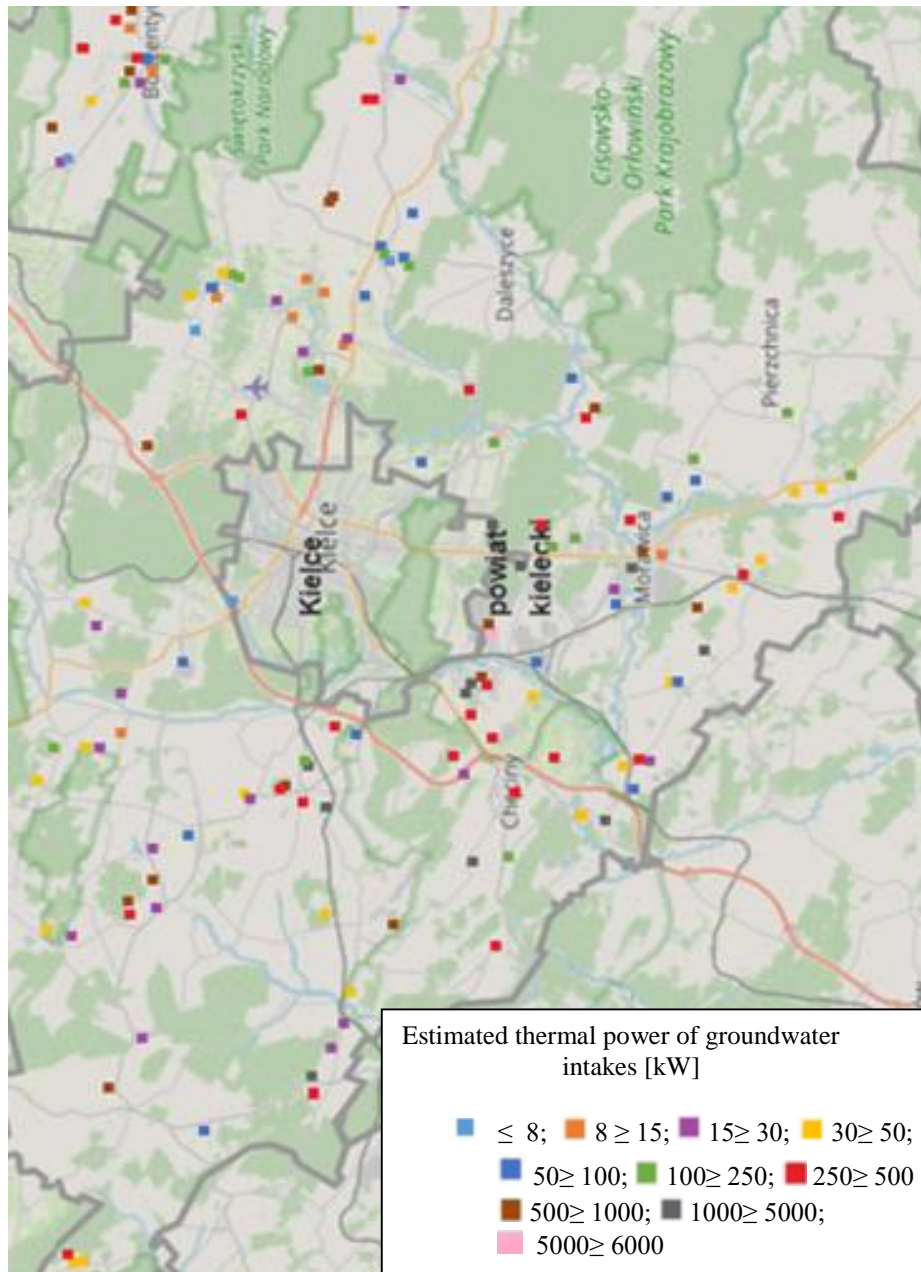 Świętokrzyski
Park Narodowy
Cisowsko-
Orłowiński
Park Krajobrazowy
Daleszyce
Pierzchnica
Kielce
Kielce
powiat
kielecki
Morawica
Chęciny
Estimated thermal power of groundwater
intakes [kW]
≤ 8; 8 ≥ 15; 15≥ 30; 30≥ 50;
50≥ 100; 100≥ 250; 250≥ 500
500≥ 1000; 1000≥ 5000;
5000≥ 6000